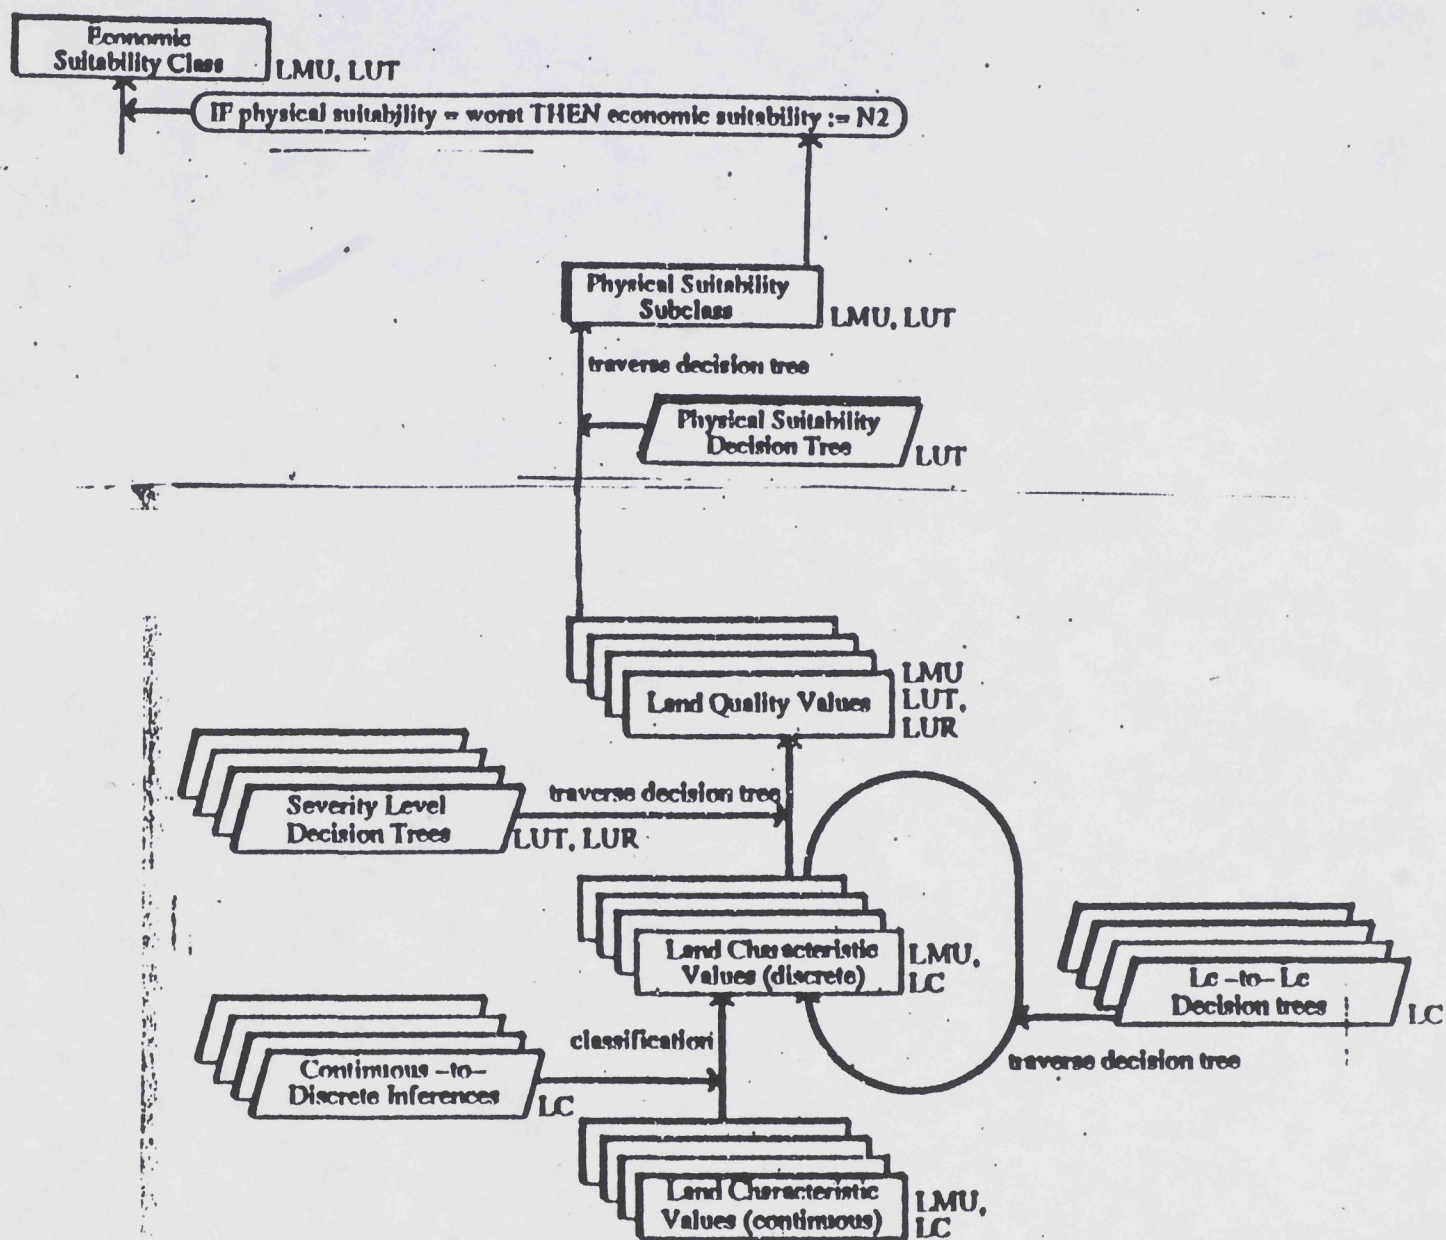 Economic
Suitability Class
LMU, LUT
IF physical suitability = worst THEN economic suitability := N2
Physical Suitability
Subclass
LMU, LUT
traverse decision tree
Physical Suitability
Decision Tree
LUT
Land Quality Values
LMU
LUT,
LUR
Severity Level
Decision Trees
LUT, LUR
traverse decision tree
Land Characteristic
Values (discrete)
LMU,
LC
Lc -to- Lc
Decision trees
LC
traverse decision tree
Continuous -to-
Discrete Inferences
LC
classification
Land Characteristic
Values (continuous)
LMU,
LC